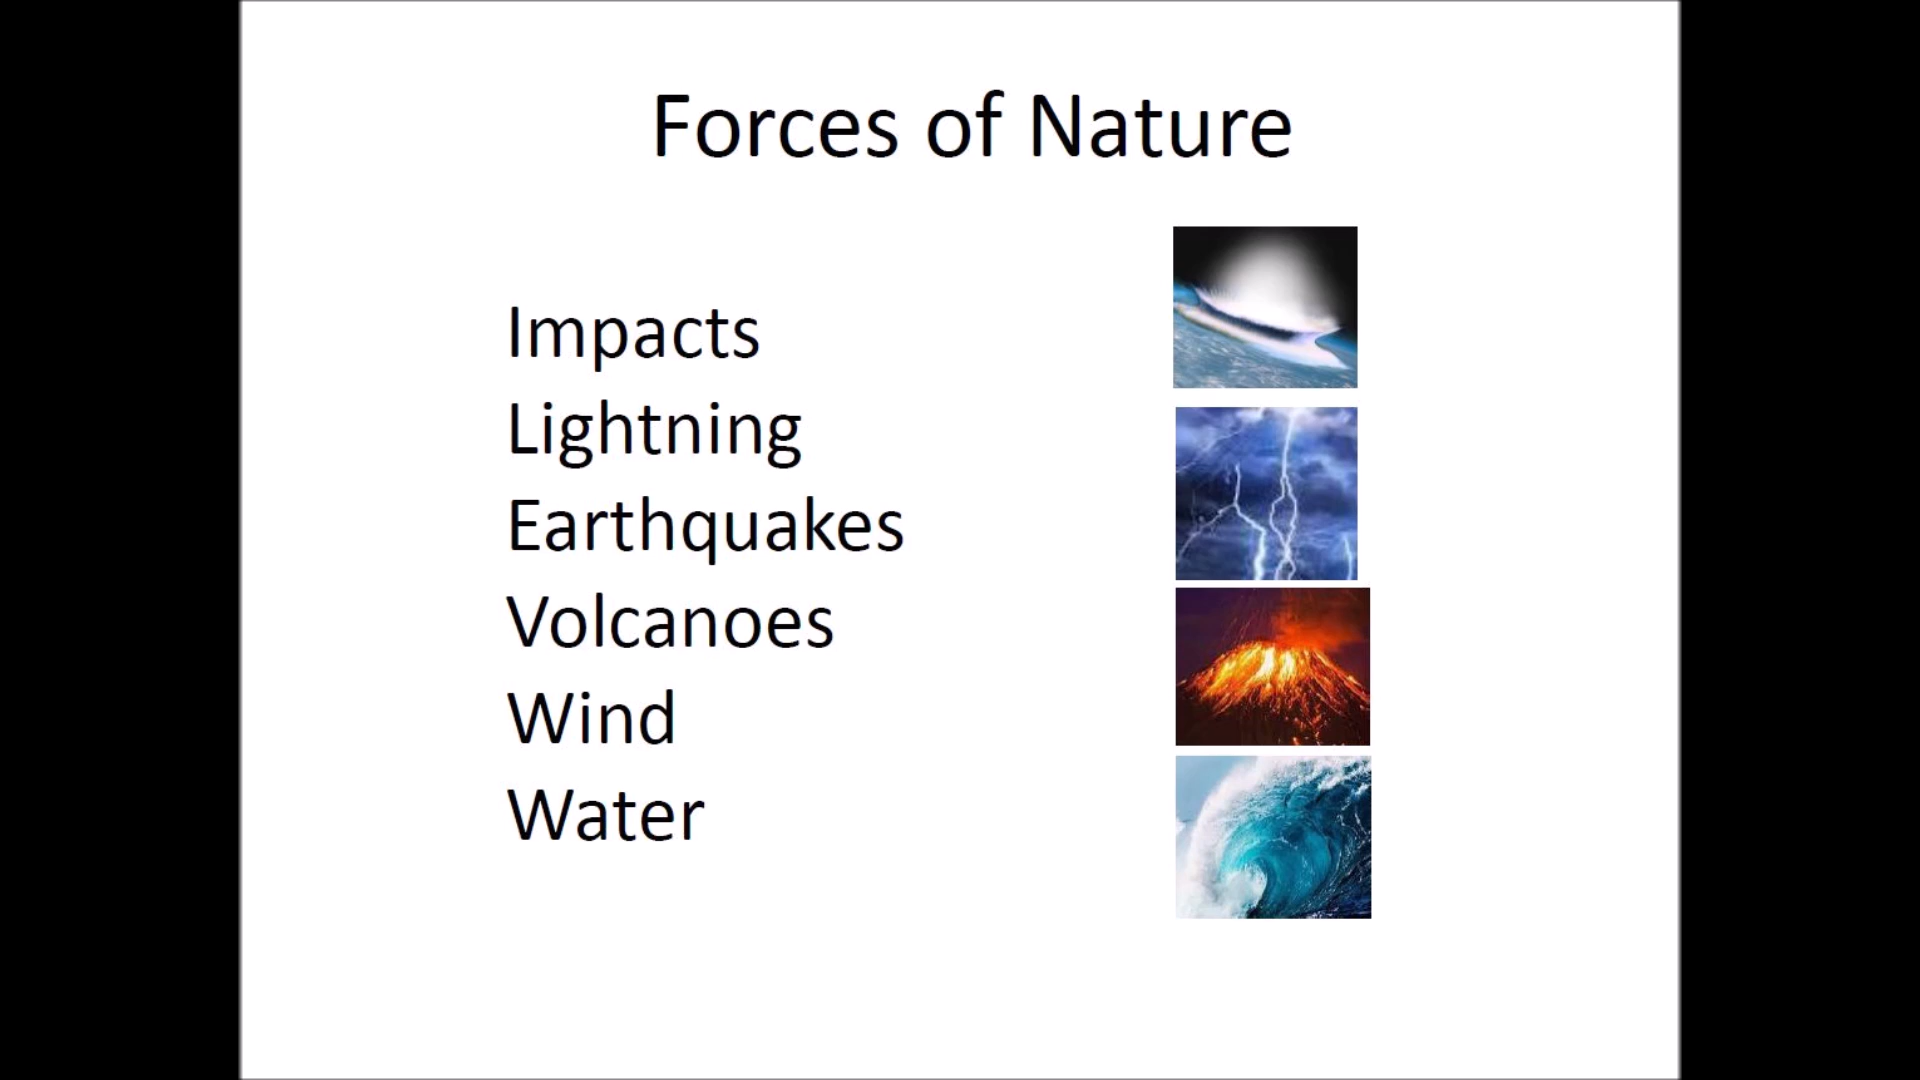 Forces of Nature
Impacts
Lightning
Earthquakes
Volcanoes
Wind
Water